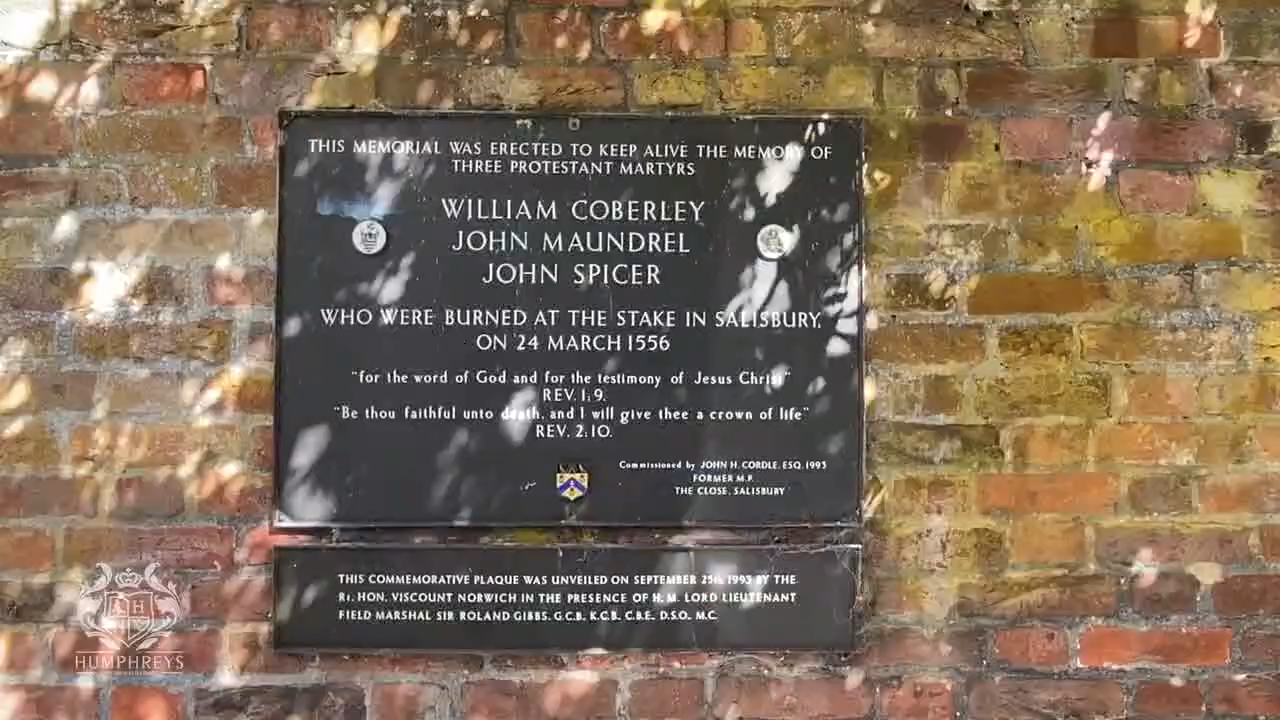 THIS MEMORIAL WAS ERECTED TO KEEP ALIVE THE MEMORY OF
THREE PROTESTANT MARTYRS
WILLIAM COBERLEY
JOHN MAUNDREL
JOHN SPICER
WHO WERE BURNED AT THE STAKE IN SALISBURY,
ON 24 MARCH 1556
"for the word of God and for the testimony of Jesus Christ"
REV. 1:9.
"Be thou faithful unto death, and I will give thee a crown of life"
REV. 2:10.
Commissioned by JOHN H. CORDLE. ESQ. 1993
FORMER M.P.
THE CLOSE, SALISBURY
THIS COMMEMORATIVE PLAQUE WAS UNVEILED ON SEPTEMBER 25th 1993 BY THE
Rt. HON. VISCOUNT NORWICH IN THE PRESENCE OF H. M. LORD LIEUTENANT
FIELD MARSHAL SIR ROLAND GIBBS. G.C.B. K.C.B. C.B.E. D.S.O. M.C.
HUMPHREYS